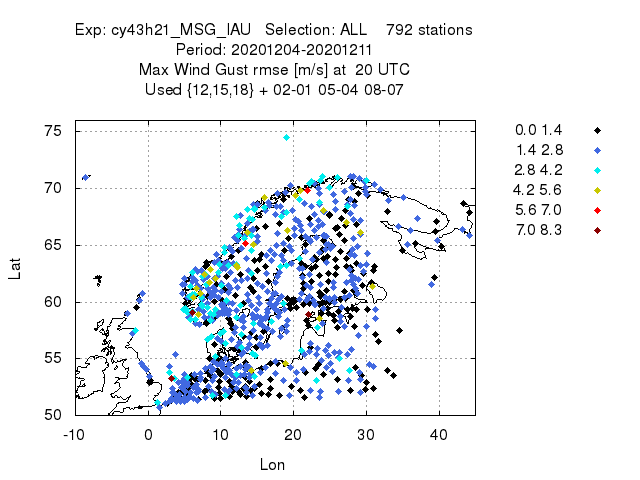 Exp: cy43h21_MSG_IAU   Selection: ALL    792 stations
Period: 20201204-20201211
Max Wind Gust rmse [m/s] at  20 UTC
Used {12,15,18} + 02-01 05-04 08-07
75
70
65
60
55
50
Lat
-10 0 10 20 30 40
Lon
0.0 1.4
1.4 2.8
2.8 4.2
4.2 5.6
5.6 7.0
7.0 8.3